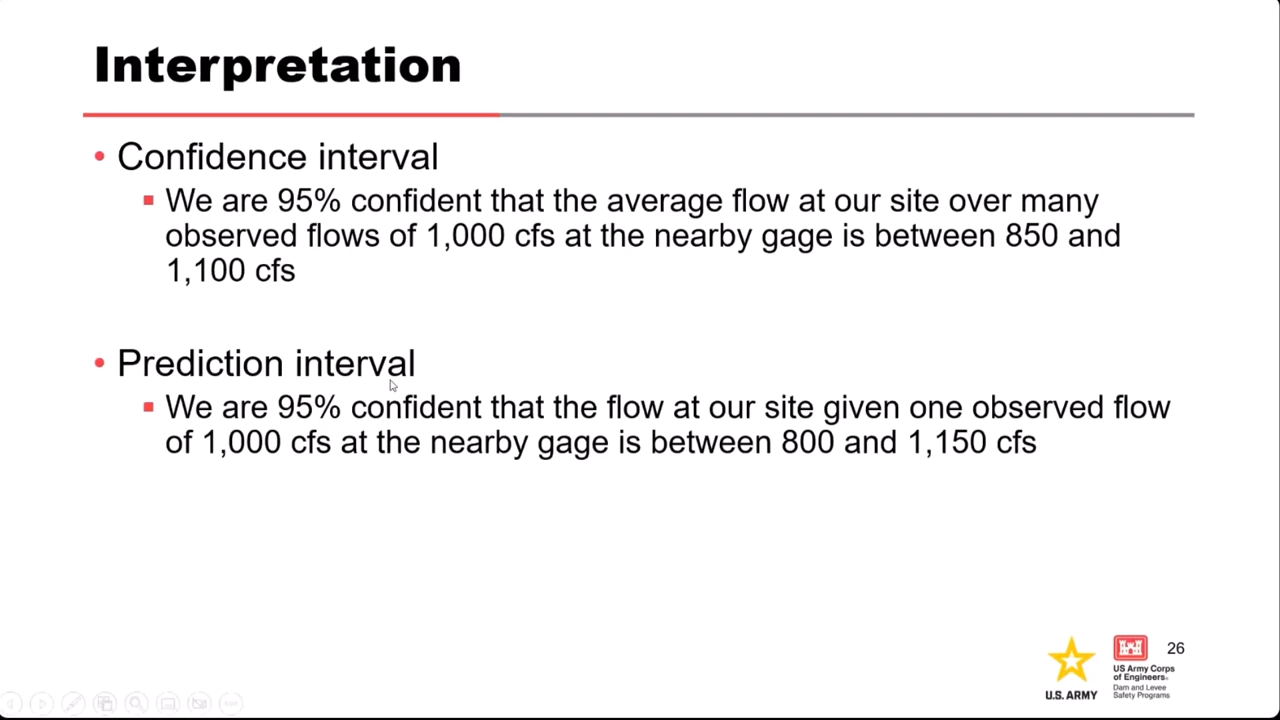 Interpretation
• Confidence interval
▪ We are 95% confident that the average flow at our site over many
observed flows of 1,000 cfs at the nearby gage is between 850 and
1,100 cfs
• Prediction interval
▪ We are 95% confident that the flow at our site given one observed flow
of 1,000 cfs at the nearby gage is between 800 and 1,150 cfs
26
U.S. ARMY
US Army Corps
of Engineers®
Dam and Levee
Safety Programs